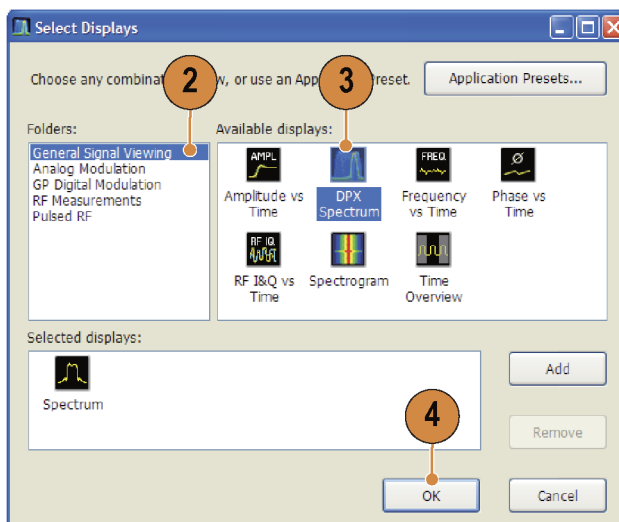 Select Displays
2
3
Choose any combinat w, or use an App reset.
Application Presets...
Folders:
Available displays:
General Signal Viewing
Analog Modulation
GP Digital Modulation
RF Measurements
Pulsed RF
AMPL
FREQ
Ø
Amplitude vs
Time
DPX
Spectrum
Frequency
vs Time
Phase vs
Time
RF IQ
RF I&Q vs
Time
Spectrogram
Time
Overview
Selected displays:
Spectrum
Add
4
Remove
OK
Cancel